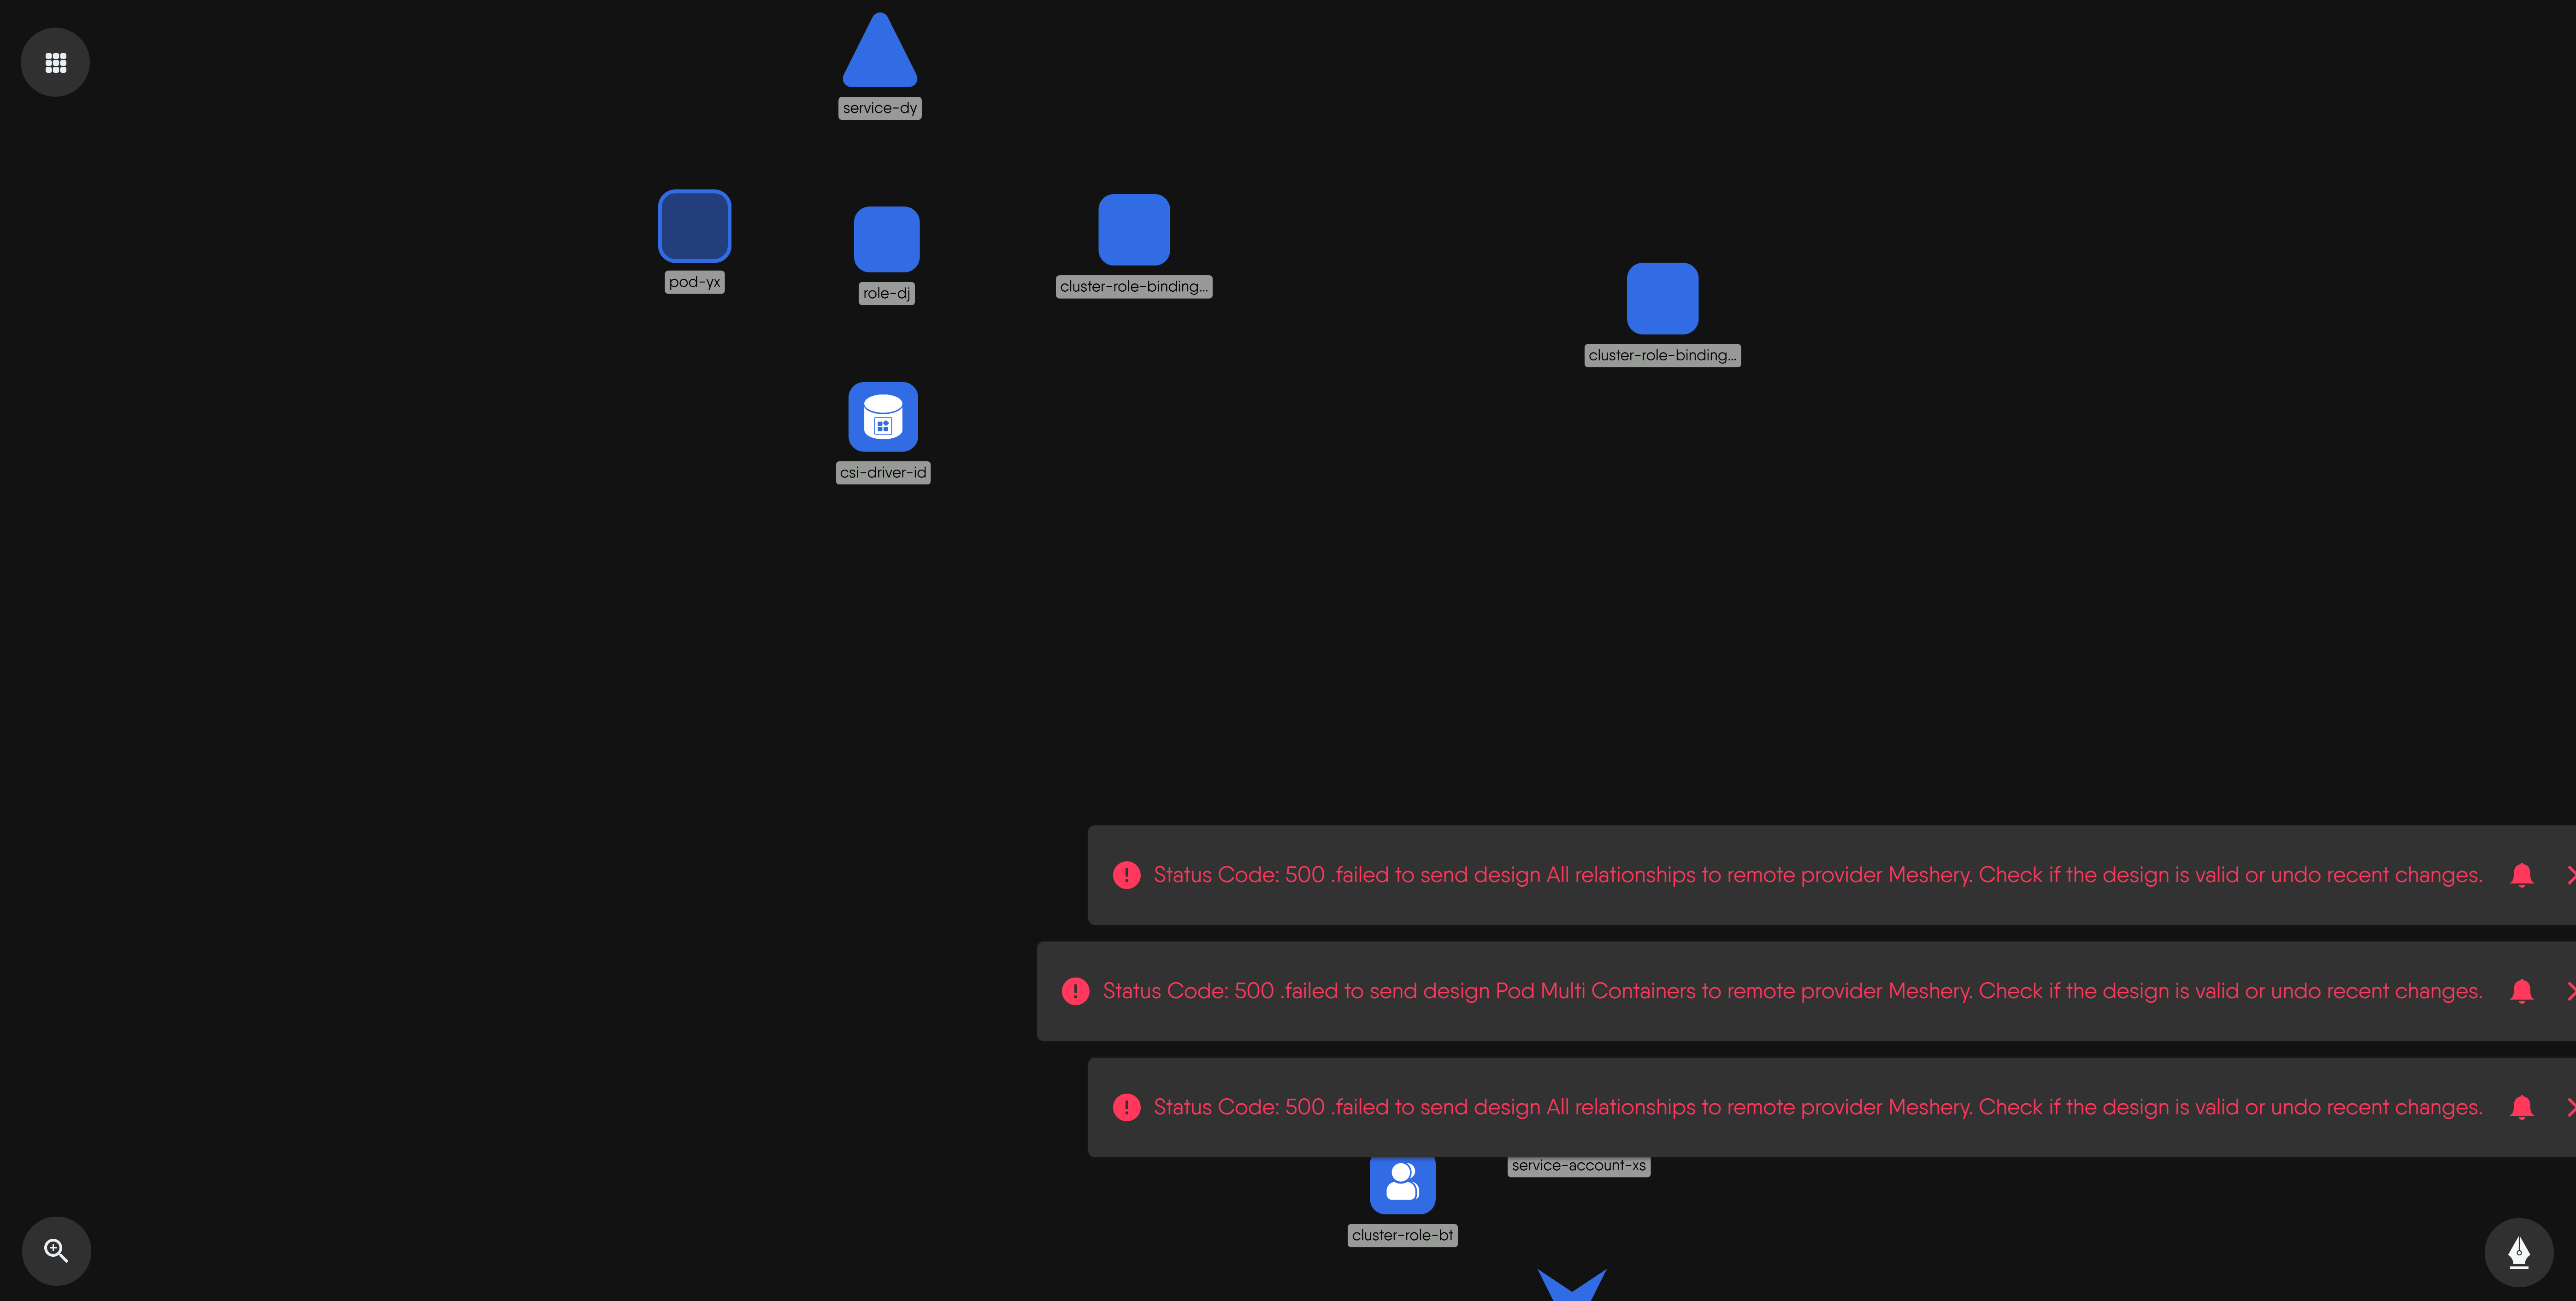 service-dy
pod-yx
role-dj
cluster-role-binding...
cluster-role-binding...
csi-driver-id
Status Code: 500 .failed to send design All relationships to remote provider Meshery. Check if the design is valid or undo recent changes.
Status Code: 500 .failed to send design Pod Multi Containers to remote provider Meshery. Check if the design is valid or undo recent changes.
Status Code: 500 .failed to send design All relationships to remote provider Meshery. Check if the design is valid or undo recent changes.
service-account-xs
cluster-role-bt